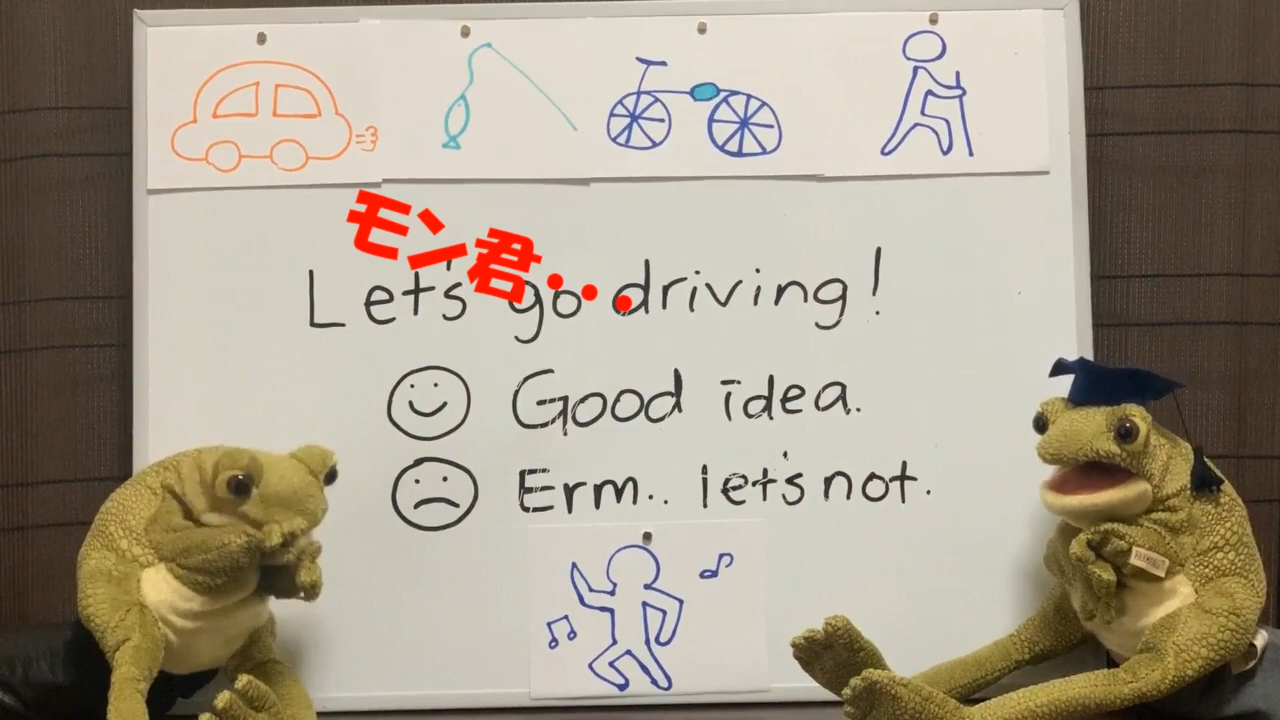 モン君・・・
Let's go driving!
Good idea.
Erm.. let's not.